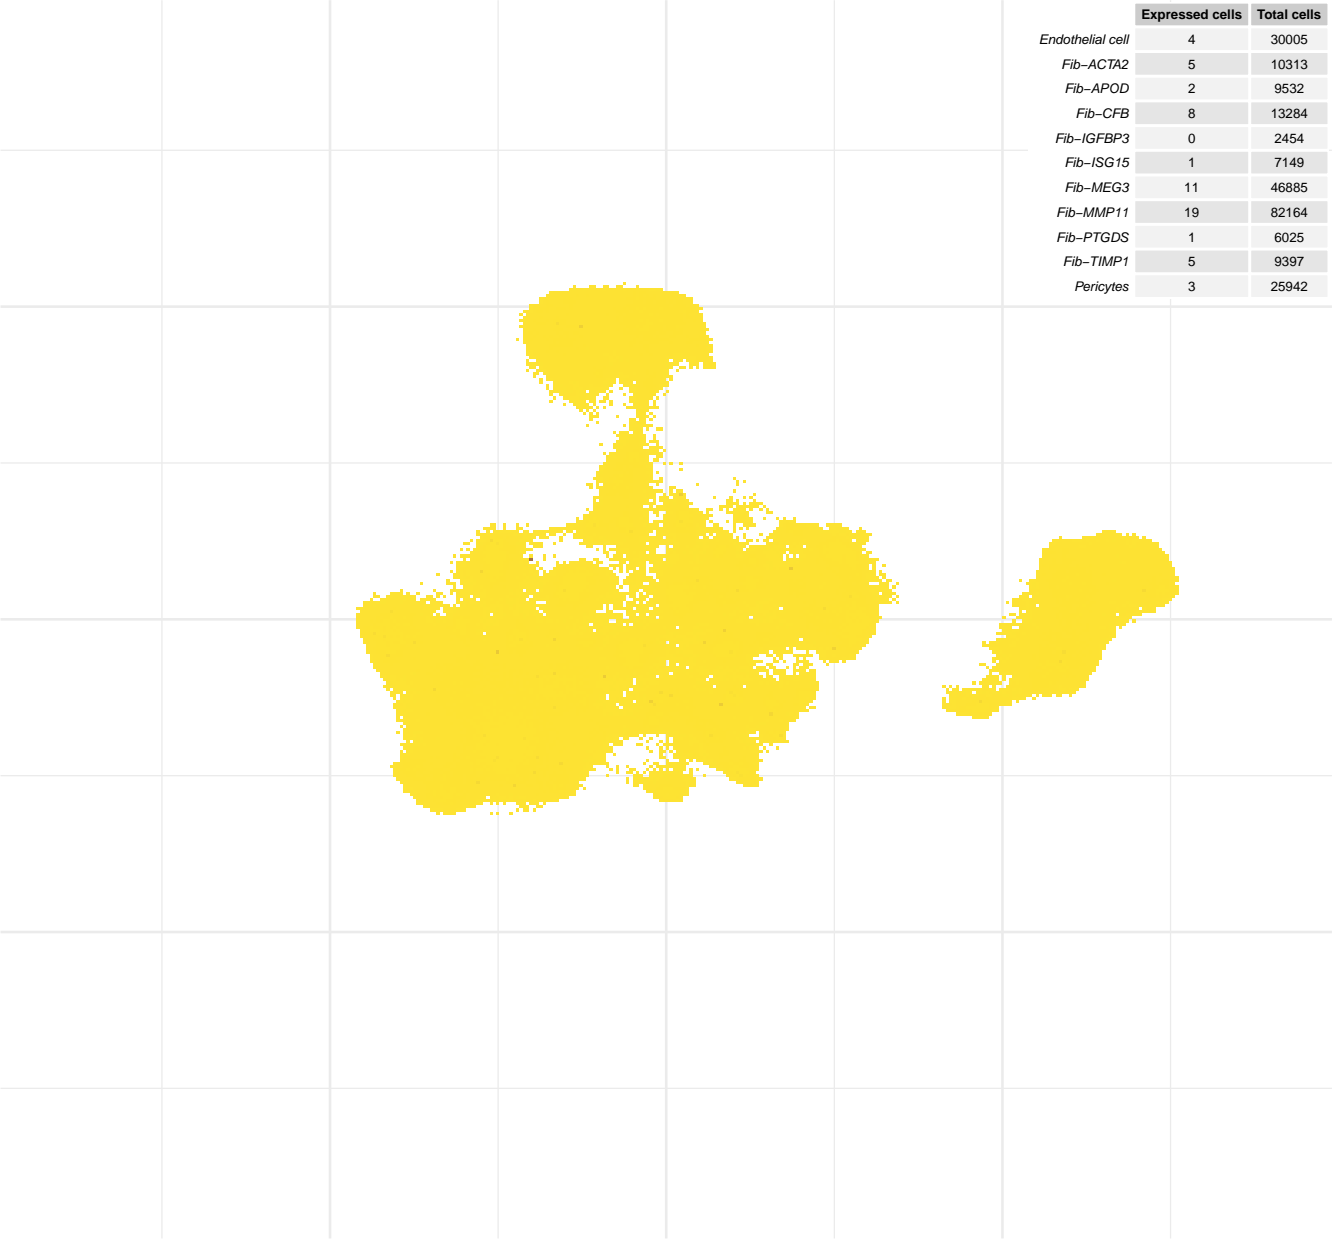 Expressed cells Total cells
Endothelial cell 4 30005
Fib−ACTA2 5 10313
Fib−APOD 2 9532
Fib−CFB 8 13284
Fib−IGFBP3 0 2454
Fib−ISG15 1 7149
Fib−MEG3 11 46885
Fib−MMP11 19 82164
Fib−PTGDS 1 6025
Fib−TIMP1 5 9397
Pericytes 3 25942